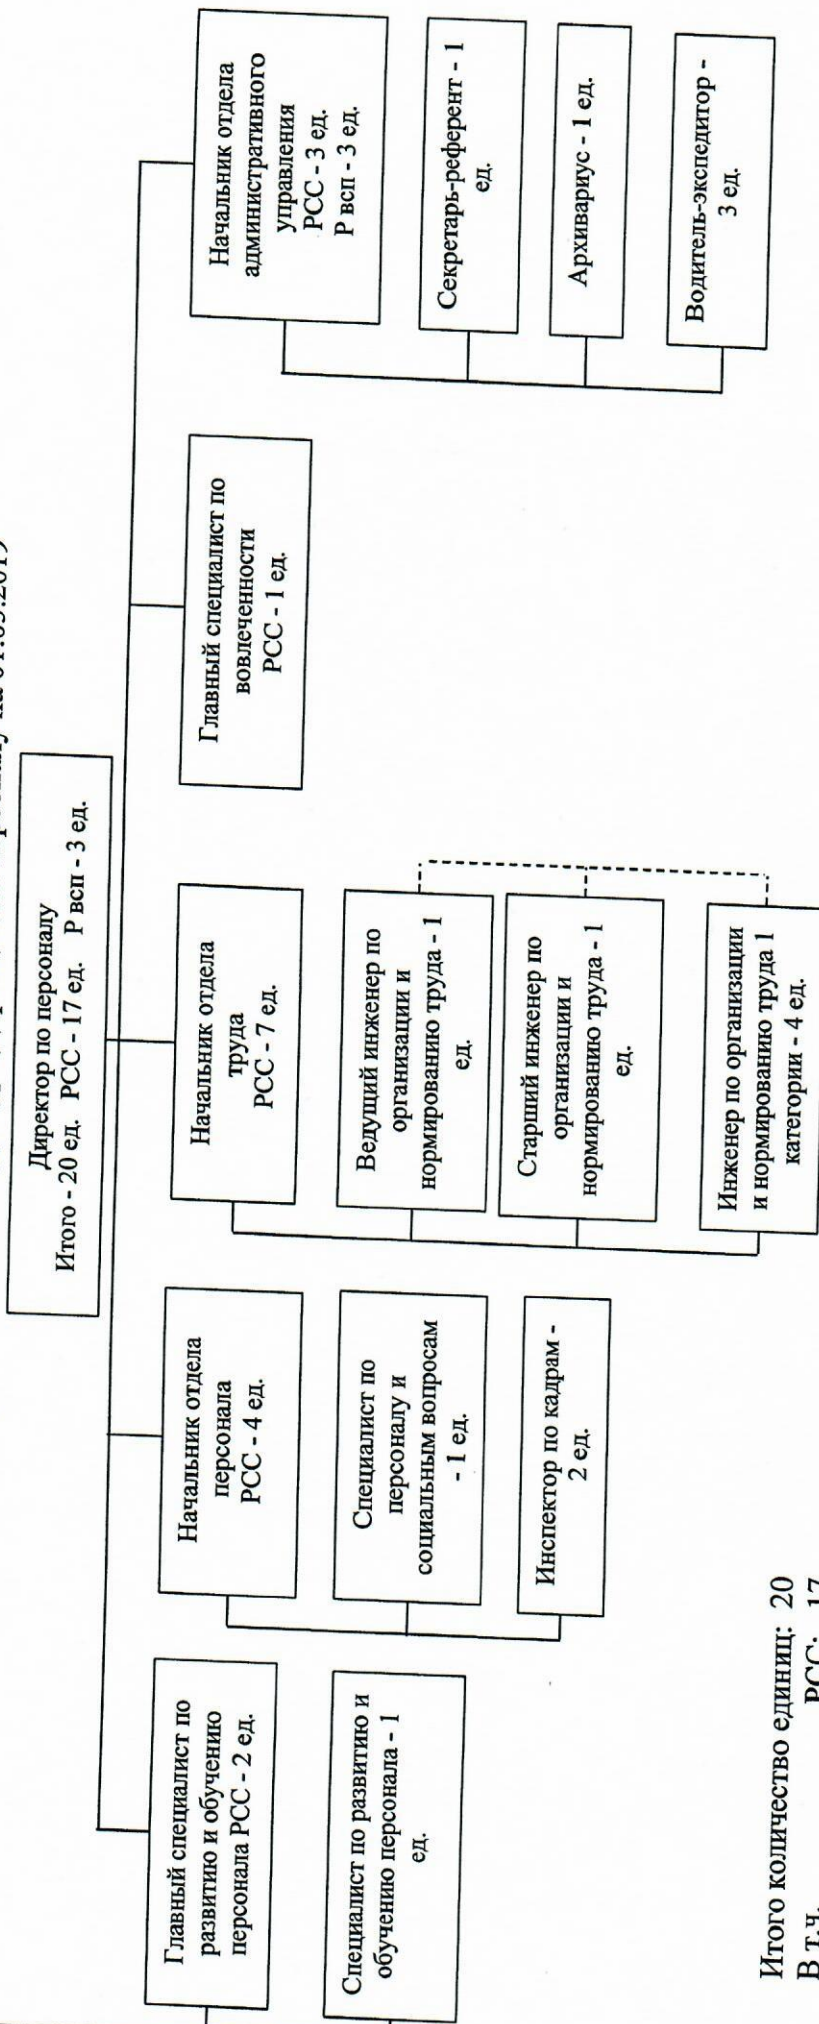 на 01.03.2019
Директор по персоналу
Итого - 20 ед. РСС - 17 ед. Р всп - 3 ед.
Главный специалист по
развитию и обучению
персонала РСС - 2 ед.
Специалист по развитию и
обучению персонала - 1
ед.
Начальник отдела
персонала
РСС - 4 ед.
Специалист по
персоналу и
социальным вопросам
- 1 ед.
Инспектор по кадрам -
2 ед.
Начальник отдела
труда
РСС - 7 ед.
Ведущий инженер по
организации и
нормированию труда - 1
ед.
Старший инженер по
организации и
нормированию труда - 1
ед.
Инженер по организации
и нормированию труда 1
категории - 4 ед.
Главный специалист по
вовлеченности
РСС - 1 ед.
Начальник отдела
административного
управления
РСС - 3 ед.
Р всп - 3 ед.
Секретарь-референт - 1
ед.
Архивариус - 1 ед.
Водитель-экспедитор -
3 ед.
Итого количество единиц: 20
В т.ч. РСС: 17